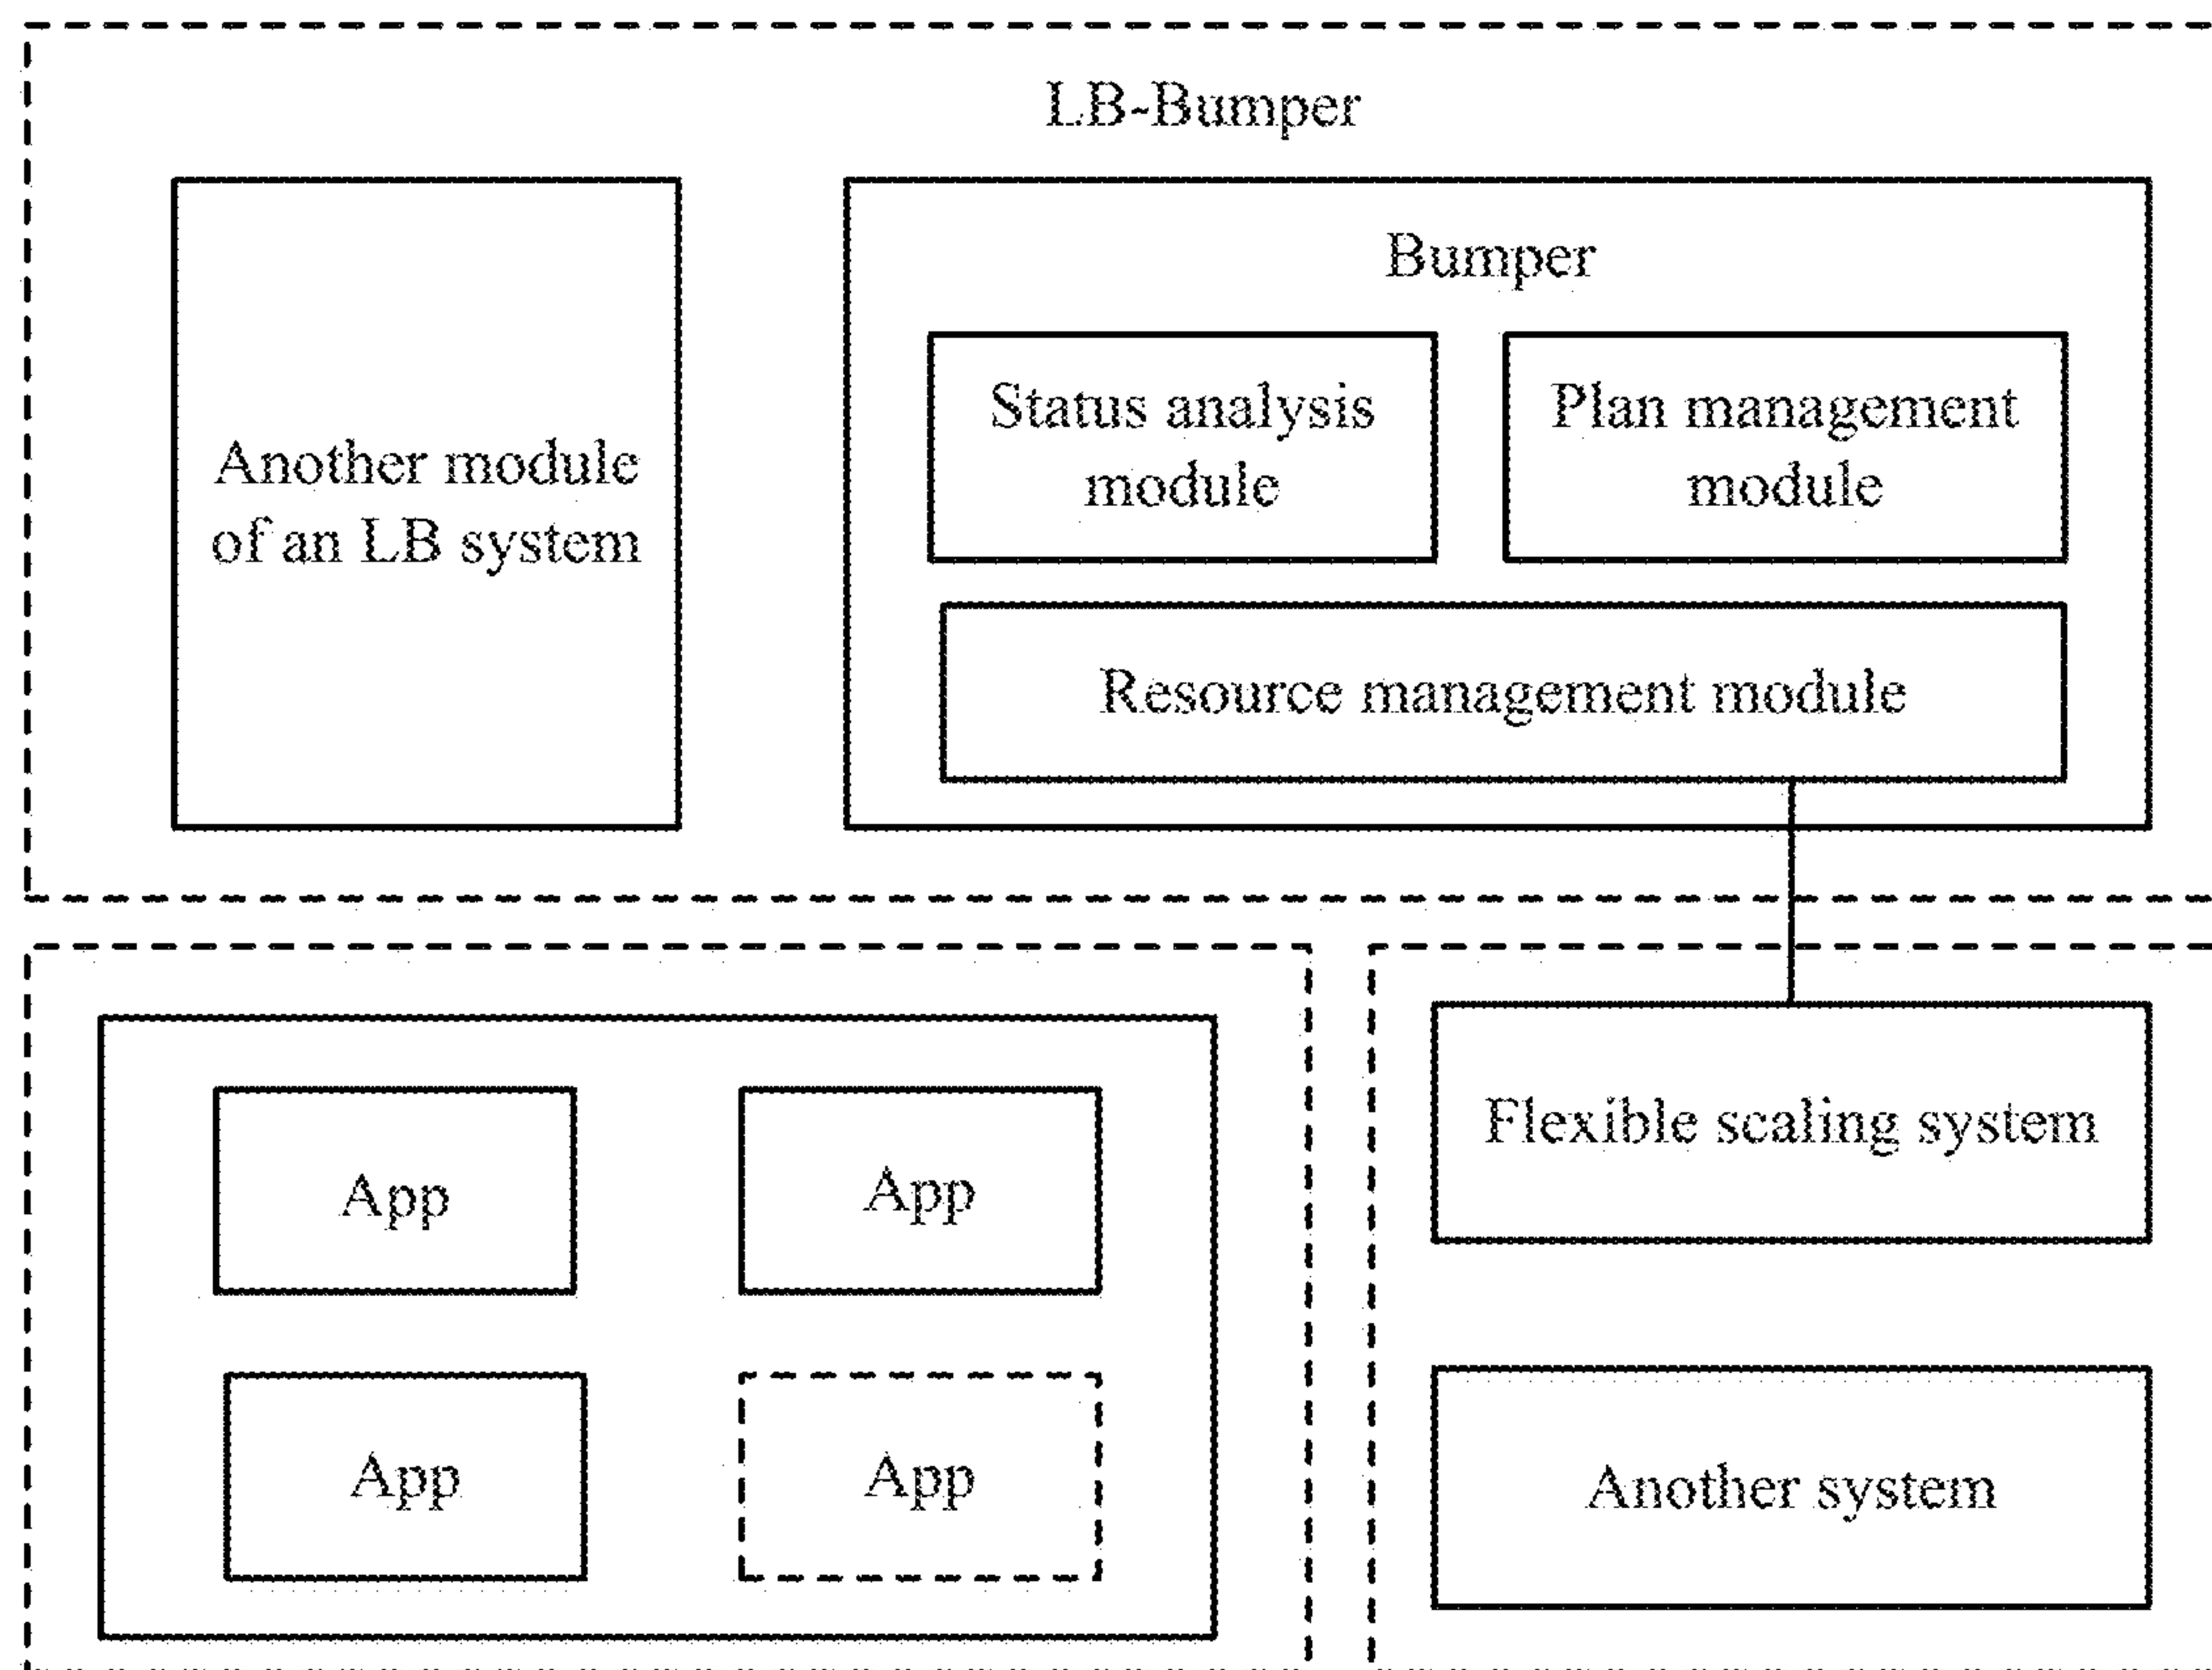 LB-Bumper
Another module
of an LB system
Bumper
Status analysis
module
Plan management
module
Resource management module
App
App
App
App
Flexible scaling system
Another system